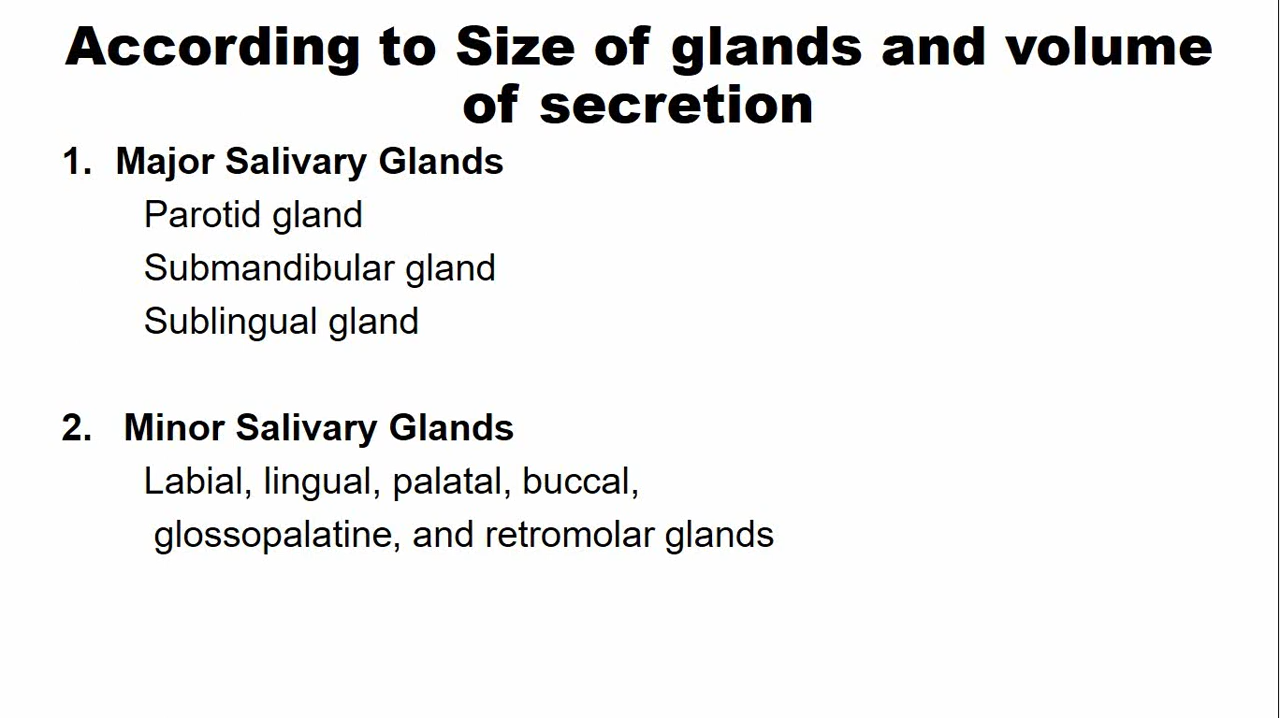 According to Size of glands and volume
of secretion
1. Major Salivary Glands
Parotid gland
Submandibular gland
Sublingual gland
2. Minor Salivary Glands
Labial, lingual, palatal, buccal,
glossopalatine, and retromolar glands